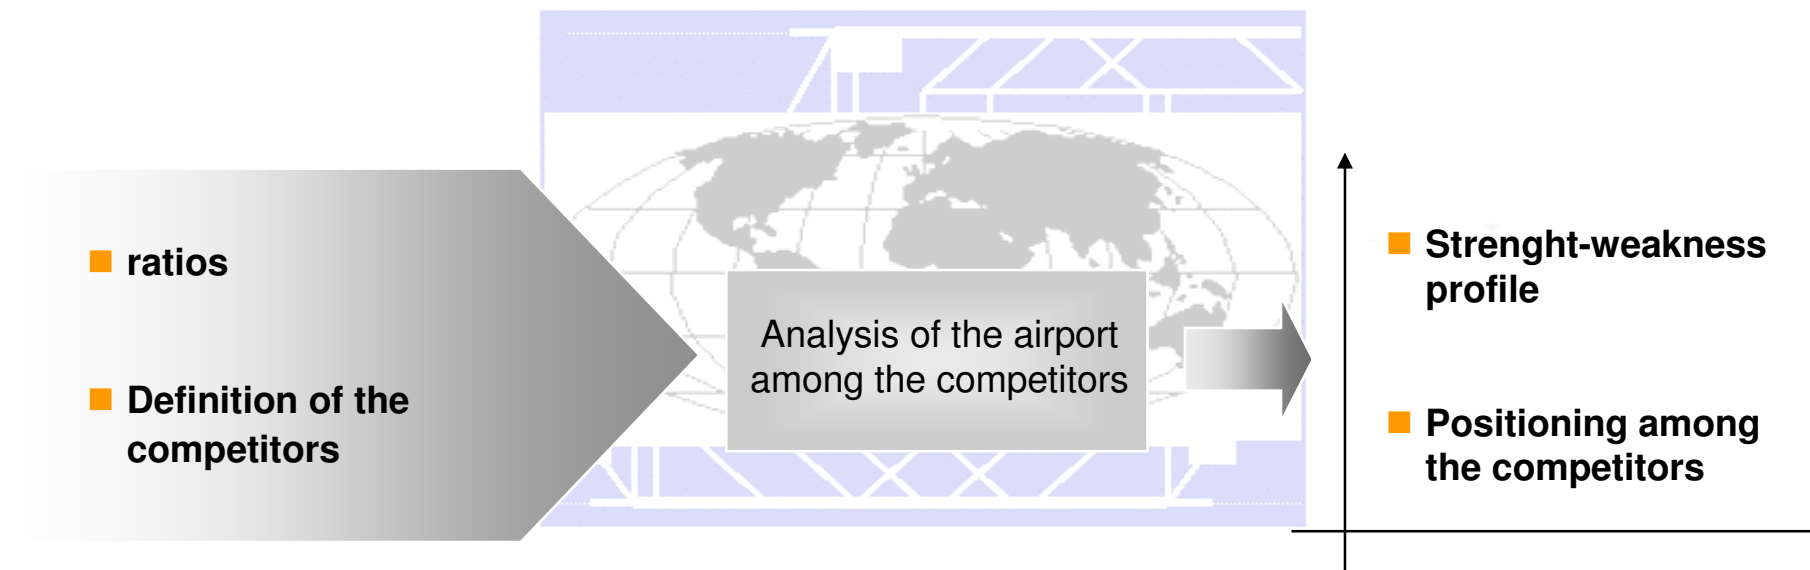 ratios
Definition of the
competitors
Analysis of the airport
among the competitors
Strenght-weakness
profile
Positioning among
the competitors